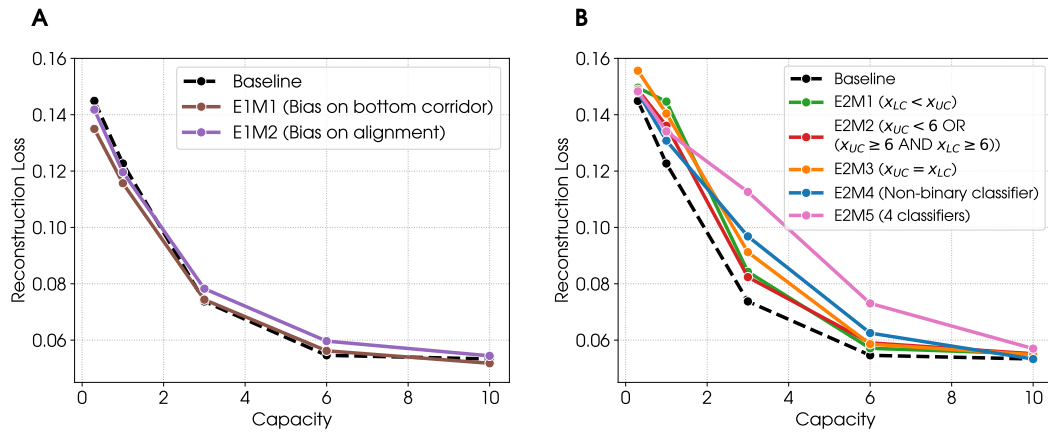 A
0.16
0.14
0.12
0.10
0.08
0.06
Reconstruction Loss
0
2
4
6
8
10
Capacity
Baseline
E1M1 (Bias on bottom corridor)
E1M2 (Bias on alignment)
B
0.16
0.14
0.12
0.10
0.08
0.06
Reconstruction Loss
0
2
4
6
8
10
Capacity
Baseline
E2M1 (x_LC < x_UC)
E2M2 (x_UC < 6 OR
(x_UC ≥ 6 AND x_LC ≥ 6))
E2M3 (x_UC = x_LC)
E2M4 (Non-binary classifier)
E2M5 (4 classifiers)